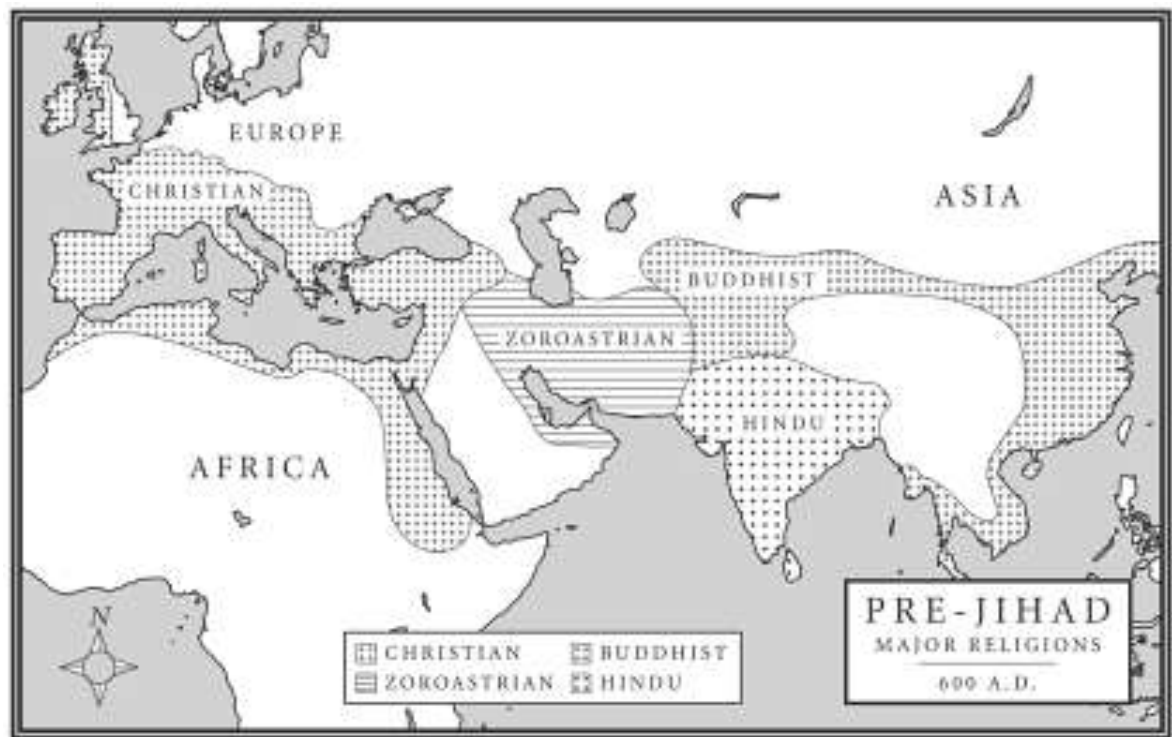 EUROPE
CHRISTIAN
ASIA
BUDDHIST
ZOROASTRIAN
HINDU
AFRICA
N
CHRISTIAN BUDDHIST
ZOROASTRIAN HINDU
PRE-JIHAD
MAJOR RELIGIONS
600 A.D.